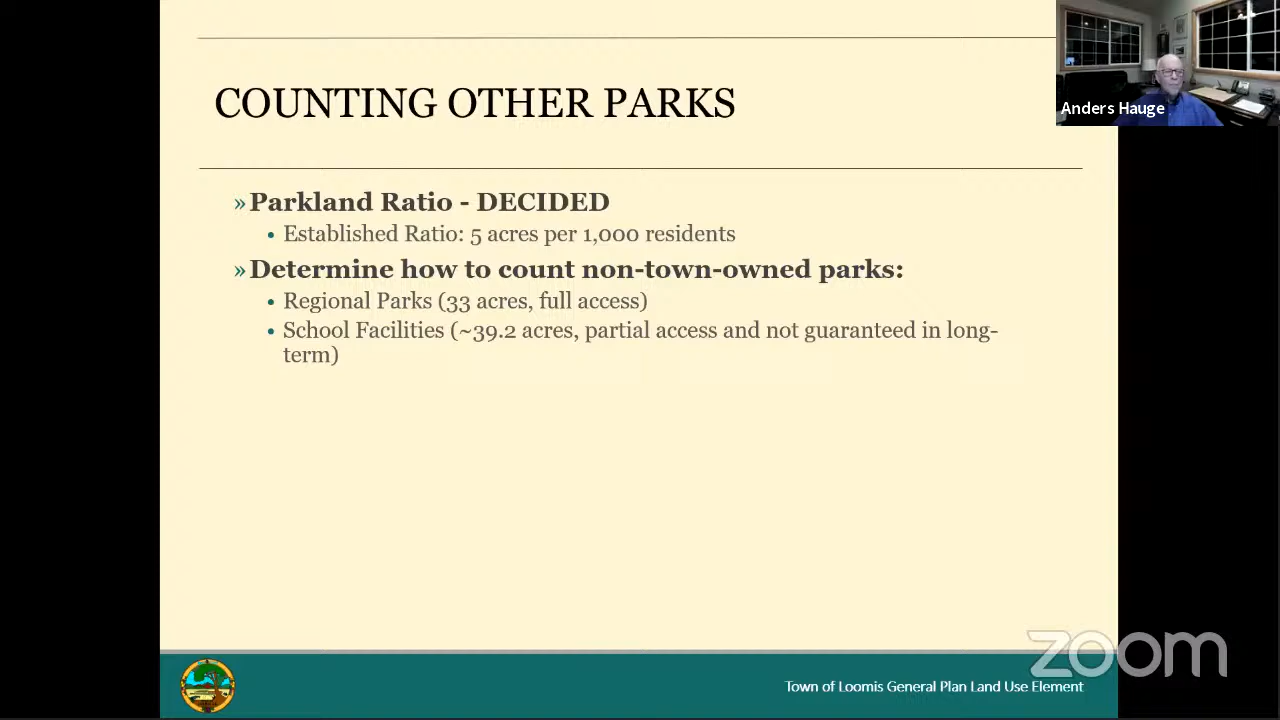 Anders Hauge
COUNTING OTHER PARKS
»Parkland Ratio - DECIDED
• Established Ratio: 5 acres per 1,000 residents
»Determine how to count non-town-owned parks:
• Regional Parks (33 acres, full access)
• School Facilities (~39.2 acres, partial access and not guaranteed in long-
term)
zoom
Town of Loomis General Plan Land Use Element